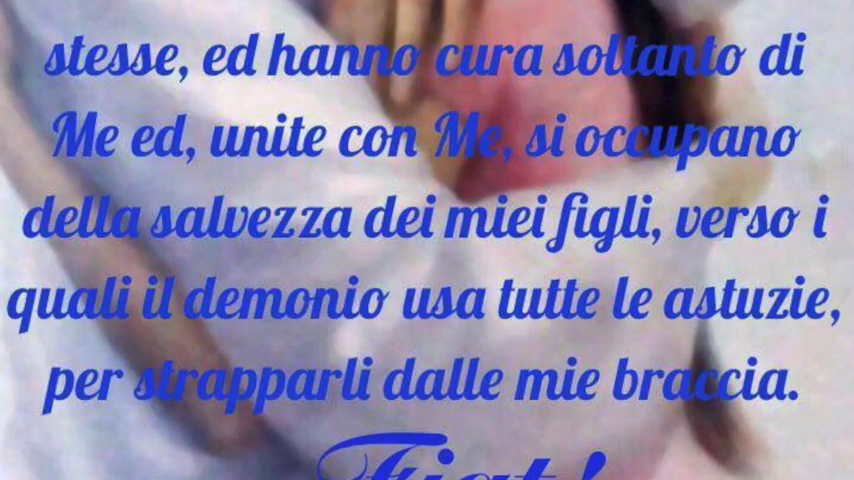 stesse, ed hanno cura soltanto di
Me ed, unite con Me, si occupano
della salvezza dei miei figli, verso i
quali il demonio usa tutte le astuzie,
per strapparli dalle mie braccia.
Fiat!